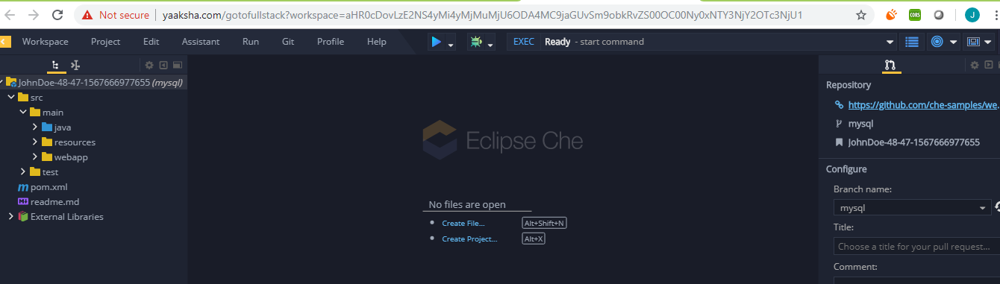 Not secure | yaaksha.com/gotofullstack?workspace=aHR0cDovLzE2NS4yMi4yMjMuMjU6ODA4MC9jaGUvSm9obkRvZS00OC00Ny0xNTY3NjY2OTc3NjU1
CORS
J
Workspace Project Edit Assistant Run Git Profile Help EXEC Ready - start command
JohnDoe-48-47-1567666977655 (mysql)
src
main
java
resources
webapp
test
pom.xml
readme.md
External Libraries
Eclipse Che
No files are open
Create File... Alt+Shift+N
Create Project... Alt+X
Repository
https://github.com/che-samples/we.
mysql
JohnDoe-48-47-1567666977655
Configure
Branch name:
mysql
Title:
Choose a title for your pull request...
Comment: